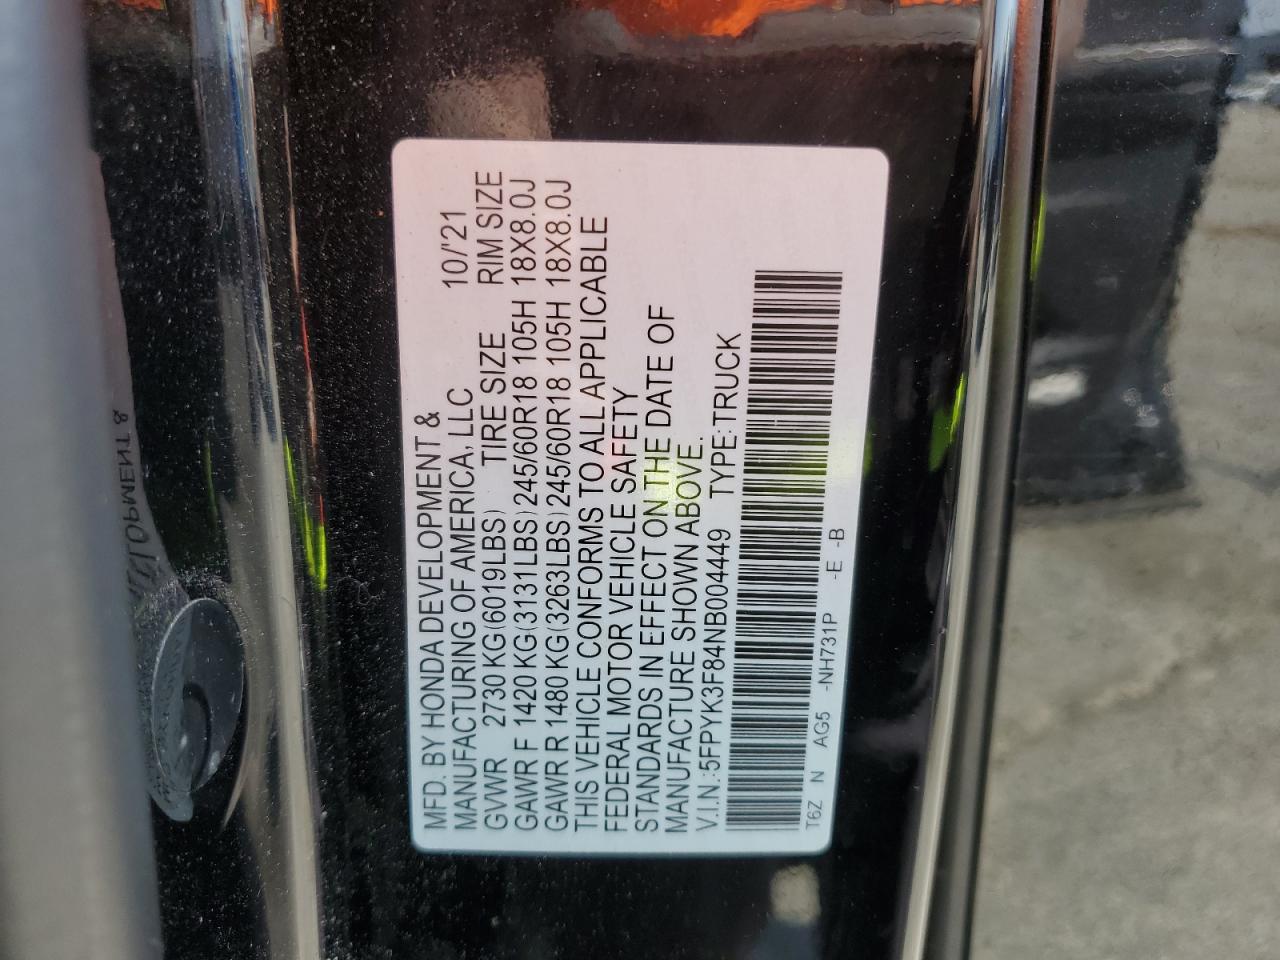 MFD. BY HONDA DEVELOPMENT &
MANUFACTURING OF AMERICA, LLC 10/'21
GVWR 2730 KG(6019LBS) TIRE SIZE RIM SIZE
GAWR F 1420 KG(3131LBS) 245/60R18 105H 18X8.0J
GAWR R 1480 KG(3263LBS) 245/60R18 105H 18X8.0J
THIS VEHICLE CONFORMS TO ALL APPLICABLE
FEDERAL MOTOR VEHICLE SAFETY
STANDARDS IN EFFECT ON THE DATE OF
MANUFACTURE SHOWN ABOVE.
V.I.N.:5FPYK3F84NB004449 TYPE:TRUCK
T6Z N AG5 -NH731P -E -B